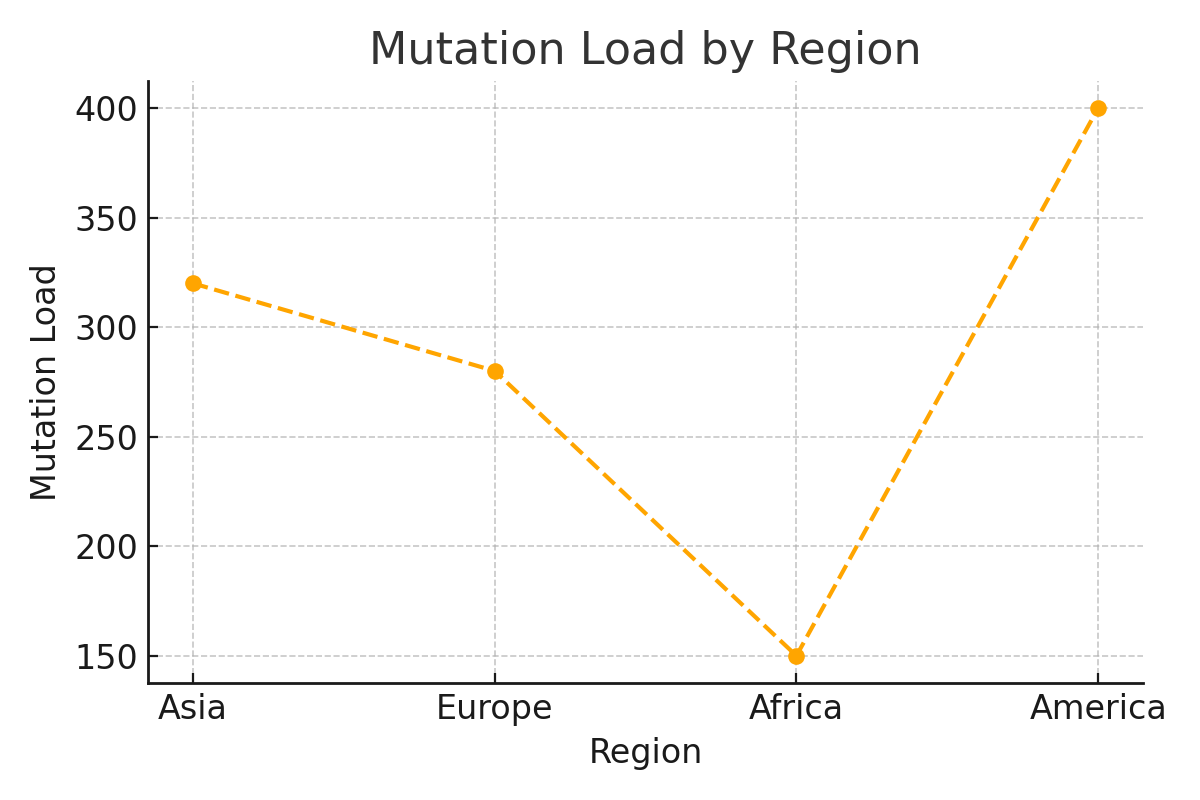 Mutation Load by Region
Mutation Load
400
350
300
250
200
150
Asia
Europe
Africa
America
Region